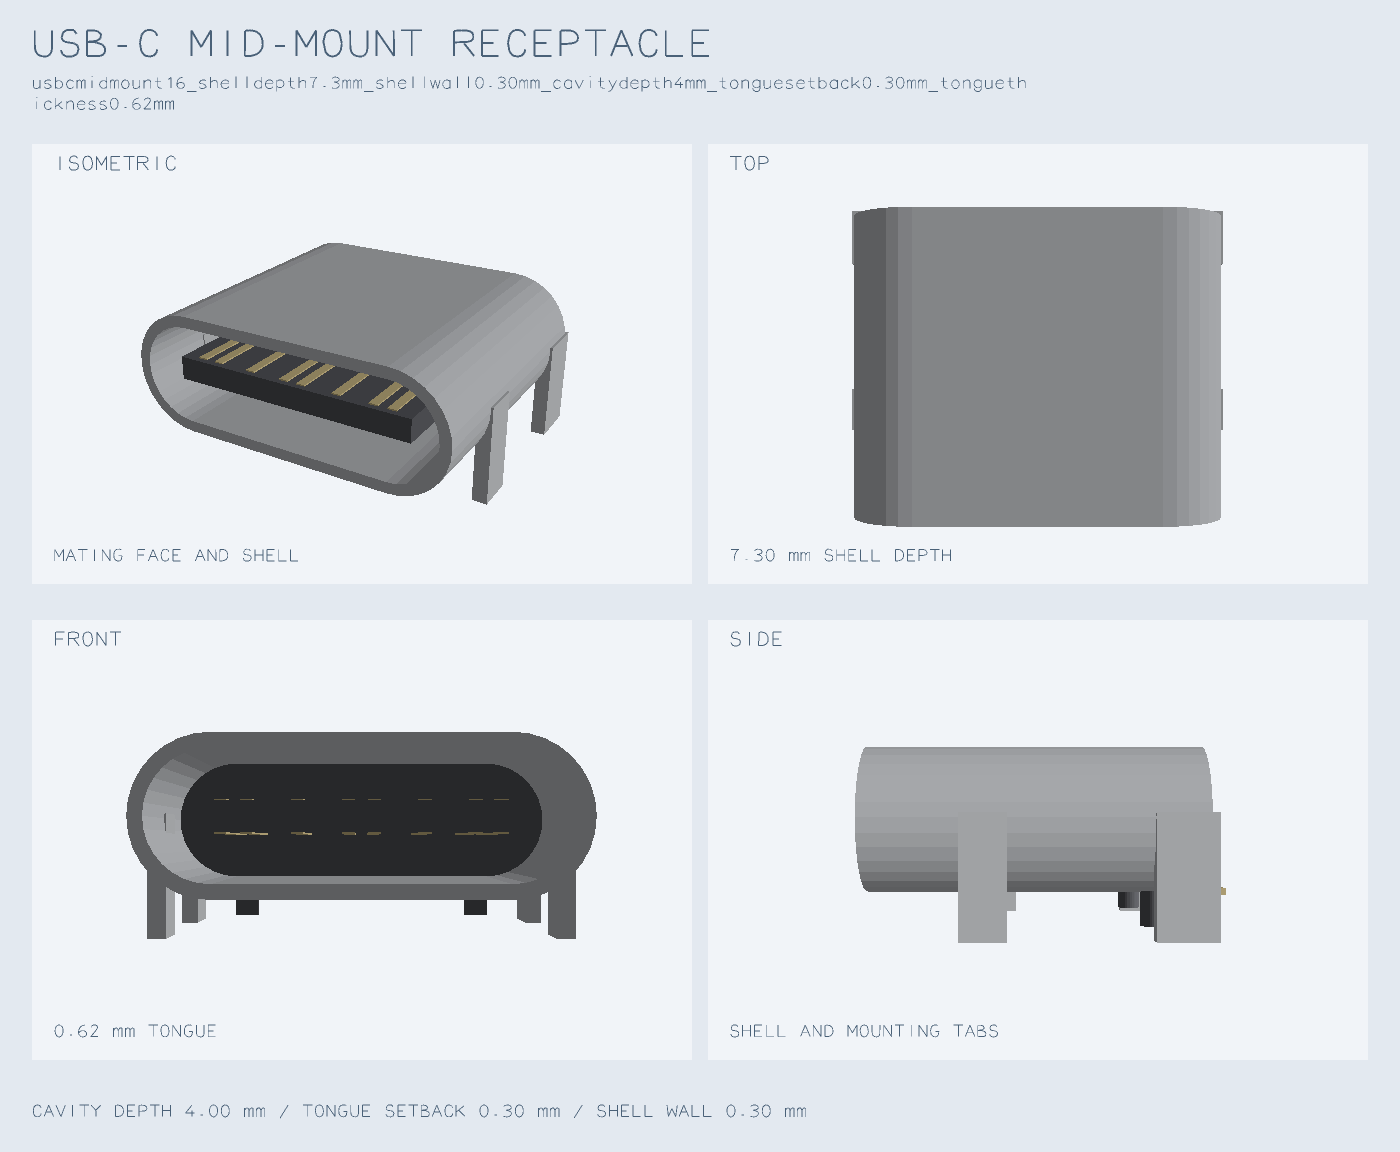 USB-C MID-MOUNT RECEPTACLE
usbcmidmount16_shelldepth7.3mm_shellwall0.30mm_cavitydepth4mm_tonguesetback0.30mm_tongueth
ickness0.62mm
ISOMETRIC
MATING FACE AND SHELL
TOP
7.30 mm SHELL DEPTH
FRONT
0.62 mm TONGUE
SIDE
SHELL AND MOUNTING TABS
CAVITY DEPTH 4.00 mm / TONGUE SETBACK 0.30 mm / SHELL WALL 0.30 mm